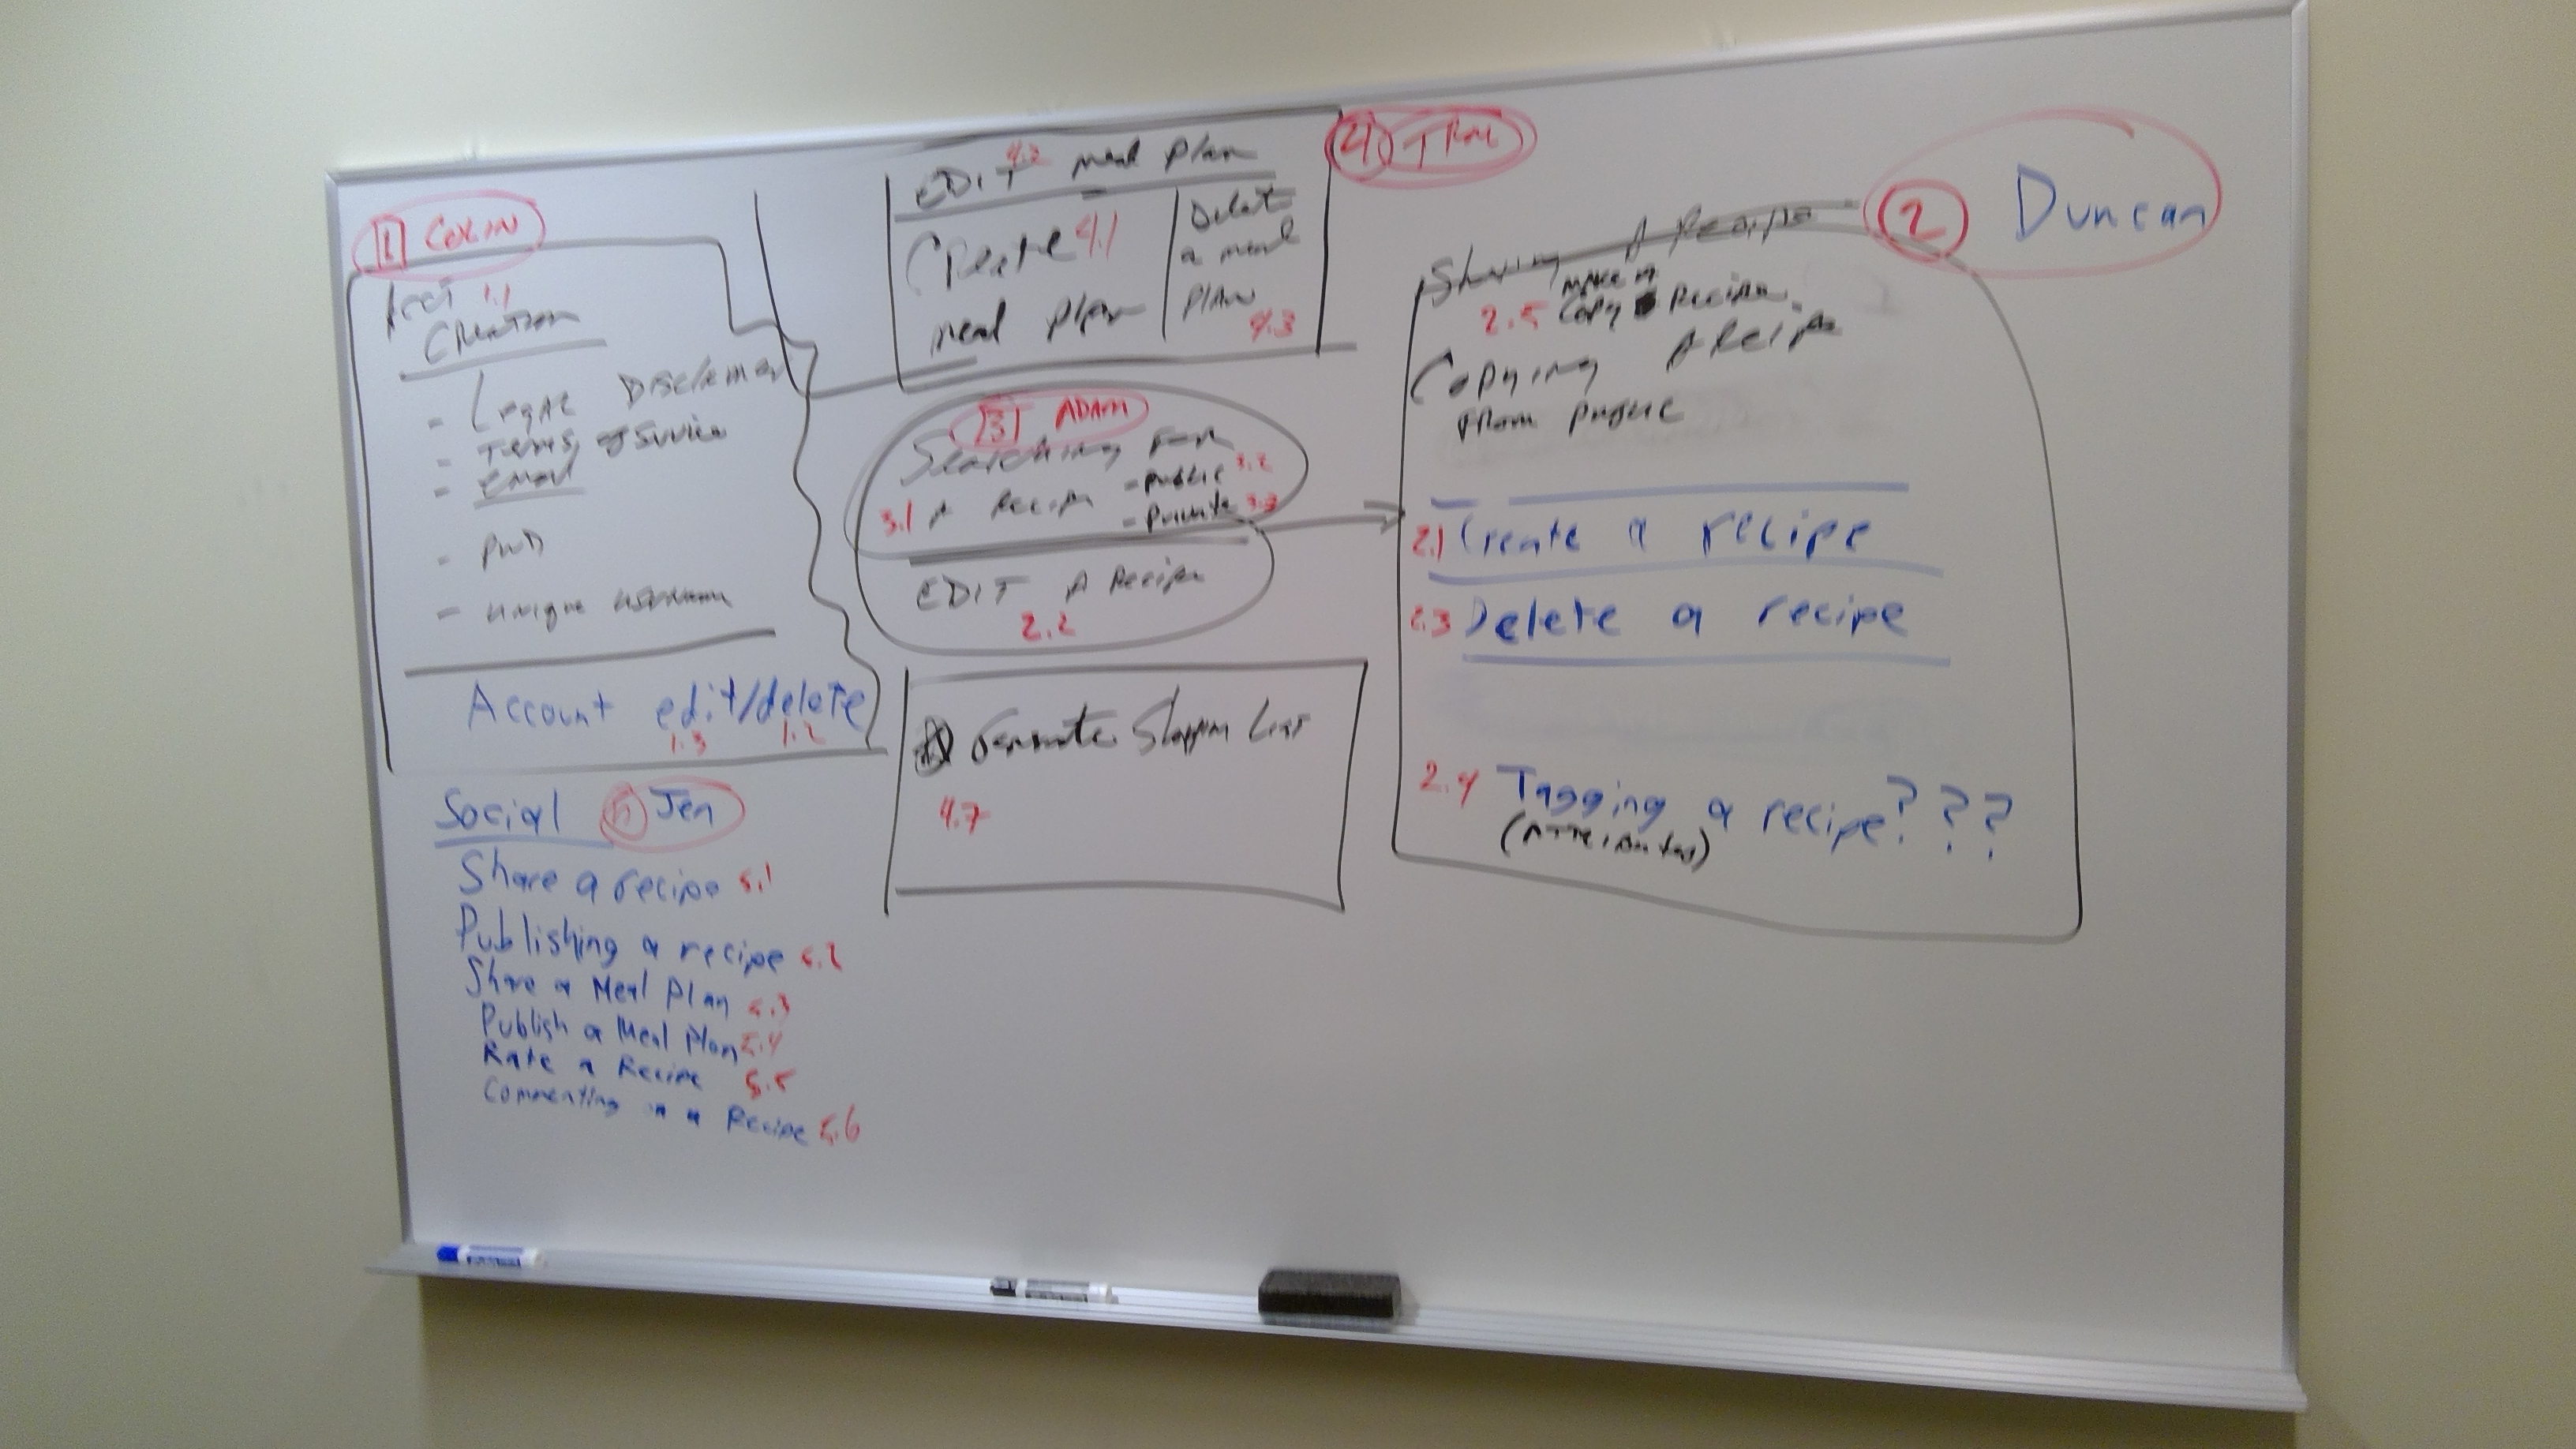 1 COLIN
Acct 1.1
Creation
- Legal Disclaimer
- Terms of Service
- email
- PWD
- unique username
Account edit/delete
1.3 1.2
Social 5 Jen
Share a recipe 5.1
Publishing a recipe 5.2
Share a Meal Plan 5.3
Publish a Meal Plan 5.4
Rate a Recipe 5.5
Commenting on a Recipe 5.6
4
EDIT 4.2 meal plan
Create 4.1
meal plan
Delete
a meal
PLAN
4.3
3 ADAM
Searching for
3.1 A Recipe
- public 3.2
- private 3.3
EDIT A Recipe
2.2
Generate Shopping List
4.7
2 Duncan
Sharing A Recipe
make a
2.5 Copy Recipe
Copying A Recipe
From public
2.1 Create a recipe
2.3 Delete a recipe
2.4 Tagging a recipe???
(Attributes)